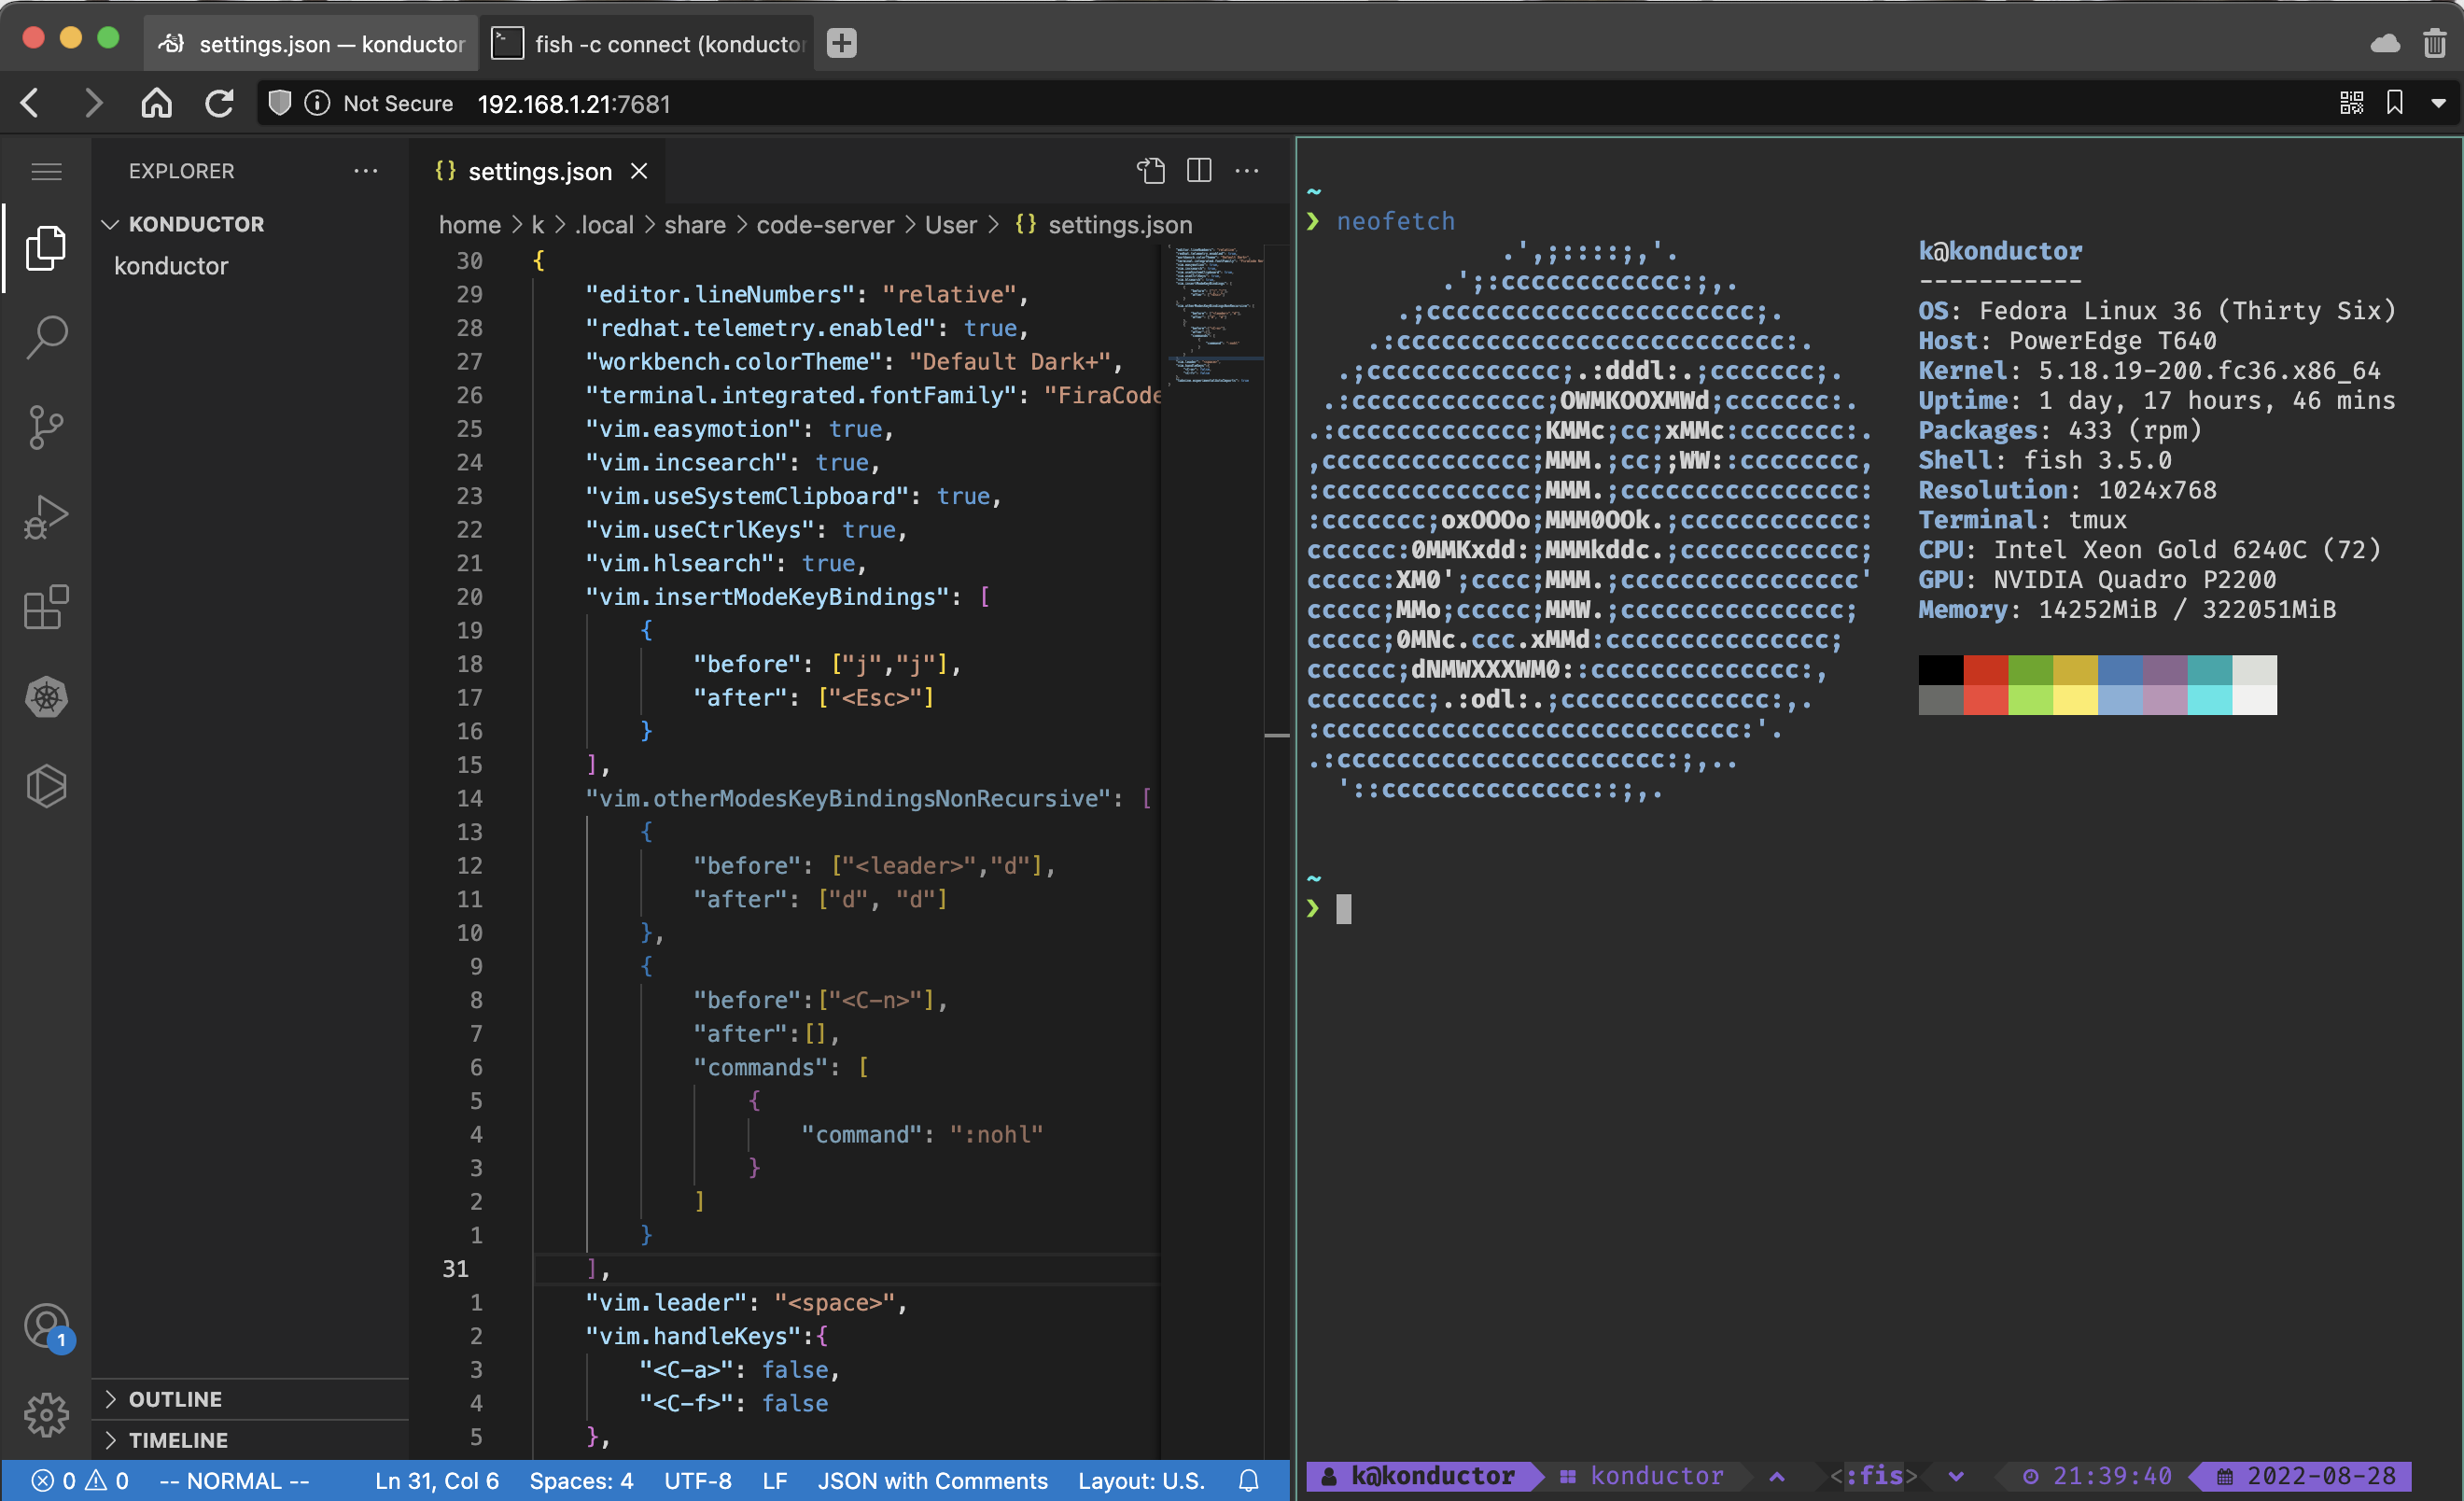 settings.json — konductor
fish -c connect (konductor
Not Secure 192.168.1.21:7681
EXPLORER
KONDUCTOR
konductor
OUTLINE
TIMELINE
1
{} settings.json
home > k > .local > share > code-server > User > {} settings.json
30 {
29 "editor.lineNumbers": "relative",
28 "redhat.telemetry.enabled": true,
27 "workbench.colorTheme": "Default Dark+",
26 "terminal.integrated.fontFamily": "FiraCode
25 "vim.easymotion": true,
24 "vim.incsearch": true,
23 "vim.useSystemClipboard": true,
22 "vim.useCtrlKeys": true,
21 "vim.hlsearch": true,
20 "vim.insertModeKeyBindings": [
19 {
18 "before": ["j","j"],
17 "after": ["<Esc>"]
16 }
15 ],
14 "vim.otherModesKeyBindingsNonRecursive": [
13 {
12 "before": ["<leader>","d"],
11 "after": ["d", "d"]
10 },
9 {
8 "before":["<C-n>"],
7 "after":[],
6 "commands": [
5 {
4 "command": ":nohl"
3 }
2 ]
1 }
31 ],
1 "vim.leader": "<space>",
2 "vim.handleKeys":{
3 "<C-a>": false,
4 "<C-f>": false
5 },
0 0 -- NORMAL -- Ln 31, Col 6 Spaces: 4 UTF-8 LF JSON with Comments Layout: U.S.
~
❯ neofetch
k@konductor
-----------
OS: Fedora Linux 36 (Thirty Six)
Host: PowerEdge T640
Kernel: 5.18.19-200.fc36.x86_64
Uptime: 1 day, 17 hours, 46 mins
Packages: 433 (rpm)
Shell: fish 3.5.0
Resolution: 1024x768
Terminal: tmux
CPU: Intel Xeon Gold 6240C (72)
GPU: NVIDIA Quadro P2200
Memory: 14252MiB / 322051MiB
~
❯
k@konductor konductor <:fis> 21:39:40 2022-08-28